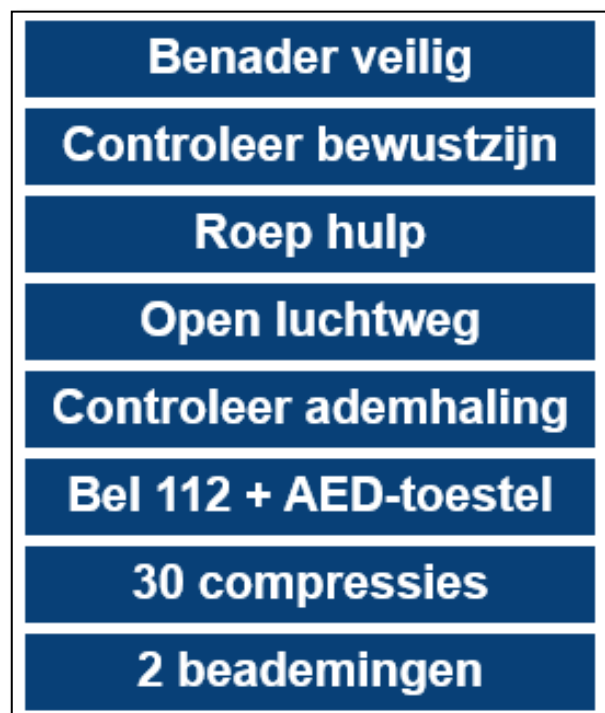 Benader veilig
Controleer bewustzijn
Roep hulp
Open luchtweg
Controleer ademhaling
Bel 112 + AED-toestel
30 compressies
2 beademingen